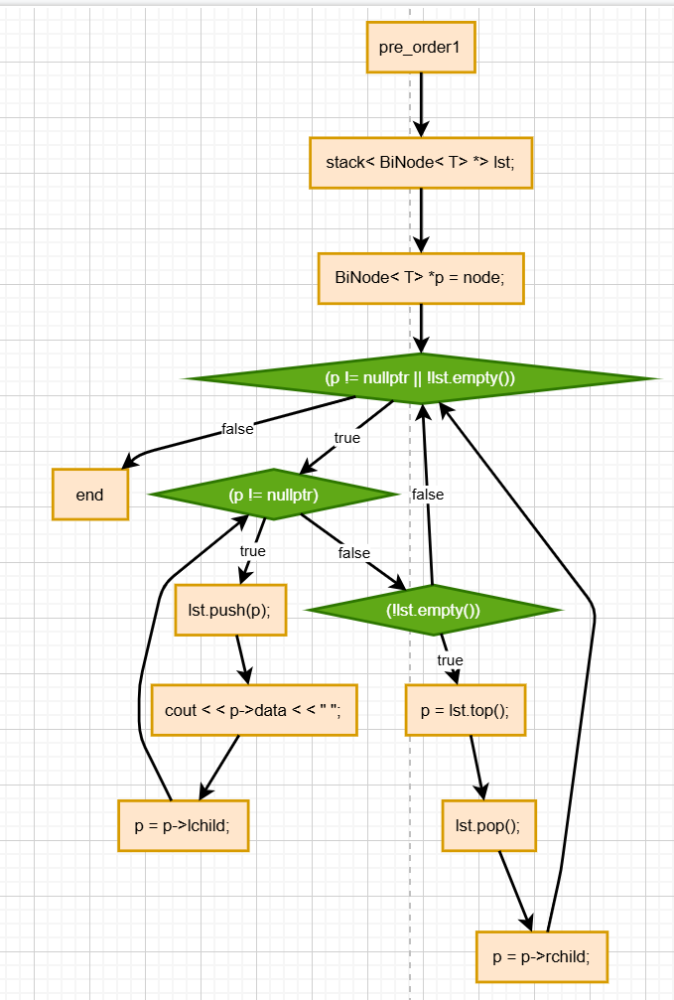 pre_order1
stack< BiNode< T> *> lst;
BiNode< T> *p = node;
(p != nullptr || !lst.empty())
false
true
end
(p != nullptr)
false
true
false
lst.push(p);
(!lst.empty())
true
cout < < p->data < < " ";
p = lst.top();
p = p->lchild;
lst.pop();
p = p->rchild;